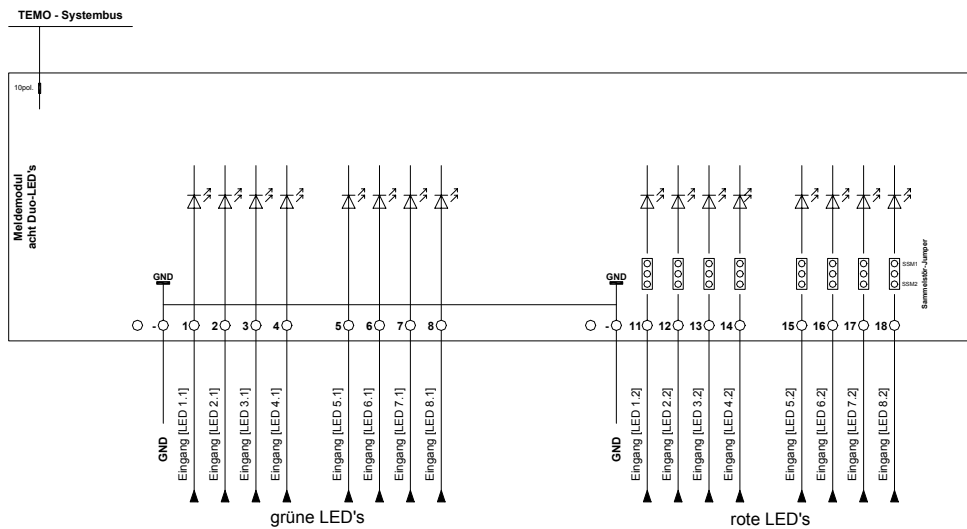 TEMO - Systembus
10pol.
Meldemodul
acht Duo-LED's
GND
GND
SSM1
SSM2
Sammelstör-Jumper
- 1 2 3 4 5 6 7 8 - 11 12 13 14 15 16 17 18
GND
Eingang [LED 1.1]
Eingang [LED 2.1]
Eingang [LED 3.1]
Eingang [LED 4.1]
Eingang [LED 5.1]
Eingang [LED 6.1]
Eingang [LED 7.1]
Eingang [LED 8.1]
GND
Eingang [LED 1.2]
Eingang [LED 2.2]
Eingang [LED 3.2]
Eingang [LED 4.2]
Eingang [LED 5.2]
Eingang [LED 6.2]
Eingang [LED 7.2]
Eingang [LED 8.2]
grüne LED's
rote LED's